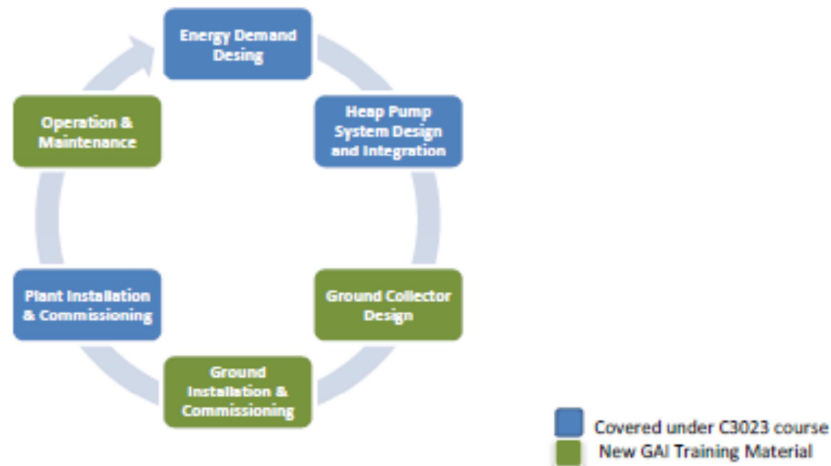 Energy Demand
Desing
Heap Pump
System Design
and Integration
Ground Collector
Design
Ground
Installation &
Commissioning
Plant Installation
& Commissioning
Operation &
Maintenance
Covered under C3023 course
New GAI Training Material